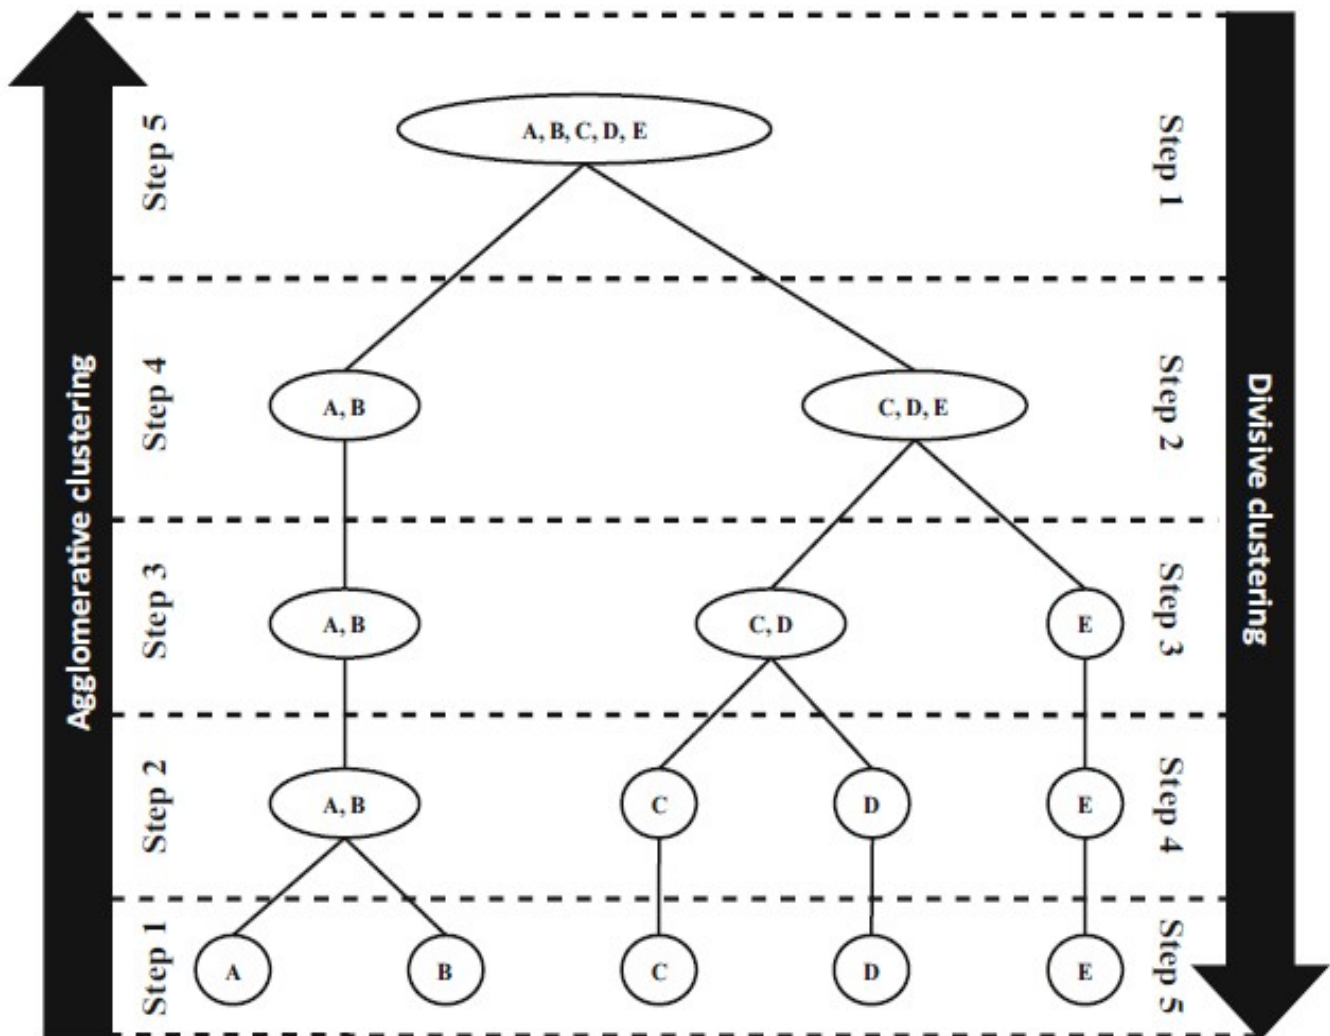 Agglomerative clustering
Divisive clustering
Step 5
A, B, C, D, E
Step 1
Step 4
A, B
C, D, E
Step 2
Step 3
A, B
C, D
E
Step 3
Step 2
A, B
C
D
E
Step 4
Step 1
A
B
C
D
E
Step 5